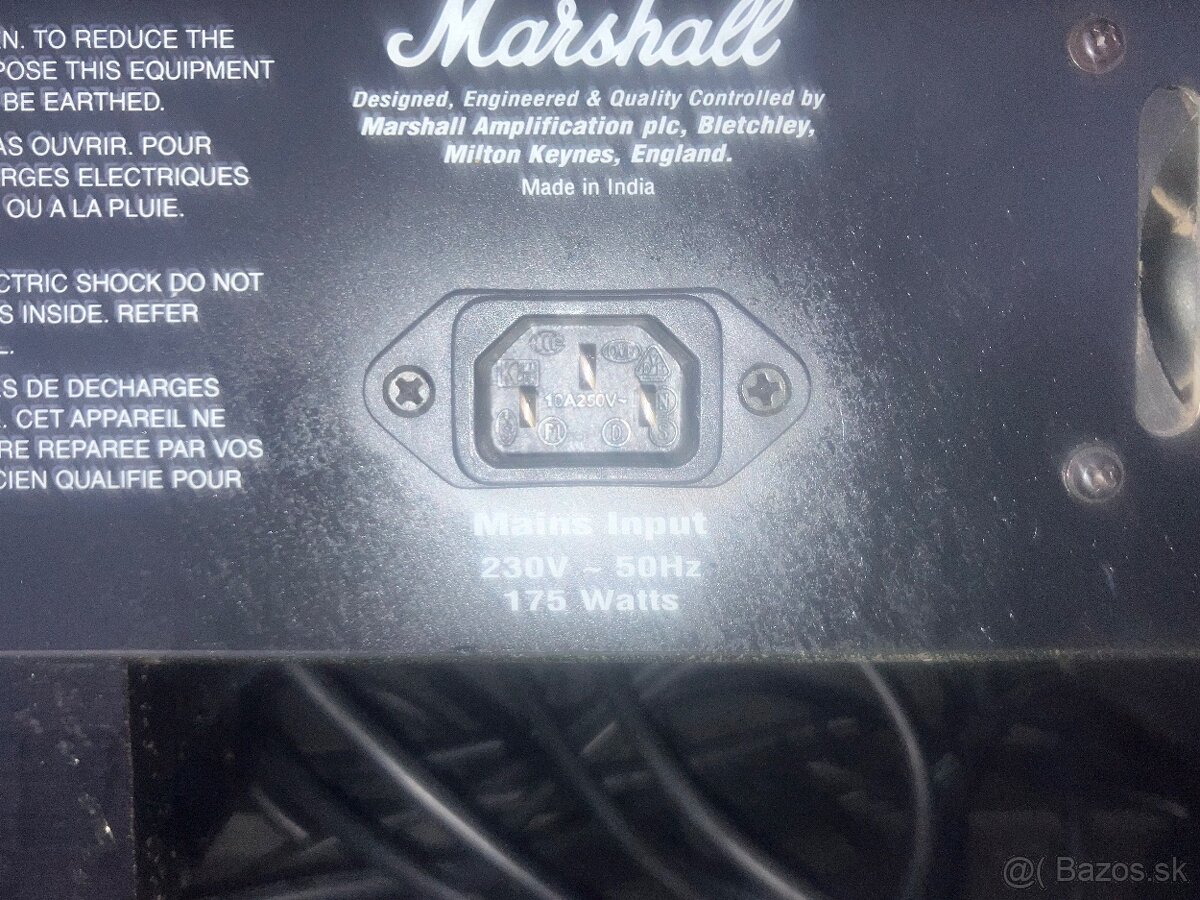 N. TO REDUCE THE
POSE THIS EQUIPMENT
BE EARTHED.
AS OUVRIR. POUR
RGES ELECTRIQUES
OU A LA PLUIE.
CTRIC SHOCK DO NOT
S INSIDE. REFER
L.
ES DE DECHARGES
. CET APPAREIL NE
RE REPAREE PAR VOS
CIEN QUALIFIE POUR
Marshall
Designed, Engineered & Quality Controlled by
Marshall Amplification plc, Bletchley,
Milton Keynes, England.
Made in India
10A250V~
N
D
Mains Input
230V ~ 50Hz
175 Watts
@( Bazos.sk